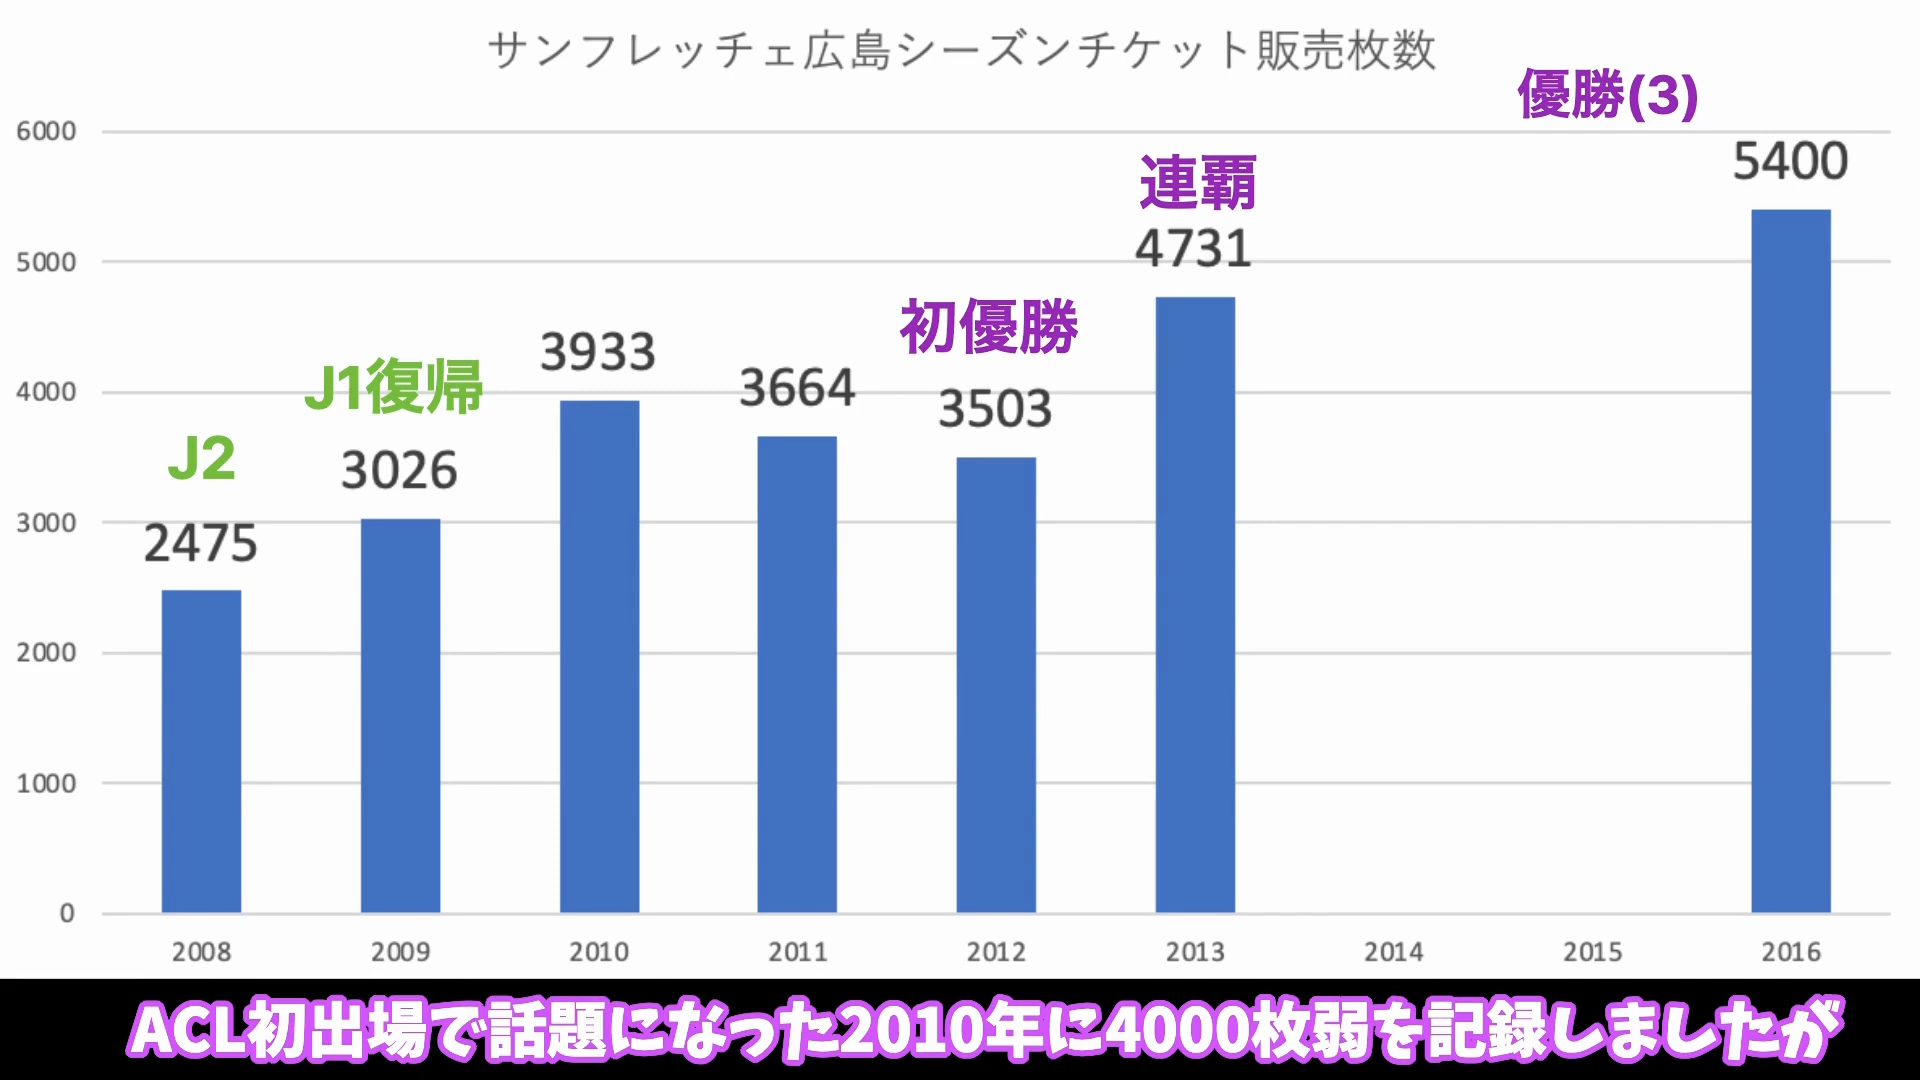 サンフレッチェ広島シーズンチケット販売枚数
優勝(3)
6000
5400
連覇
4731
5000
初優勝
3933
J1復帰
4000
3664
3503
J2
3026
3000
2475
2000
1000
0
2008 2009 2010 2011 2012 2013 2014 2015 2016
ACL初出場で話題になった2010年に4000枚弱を記録しましたが